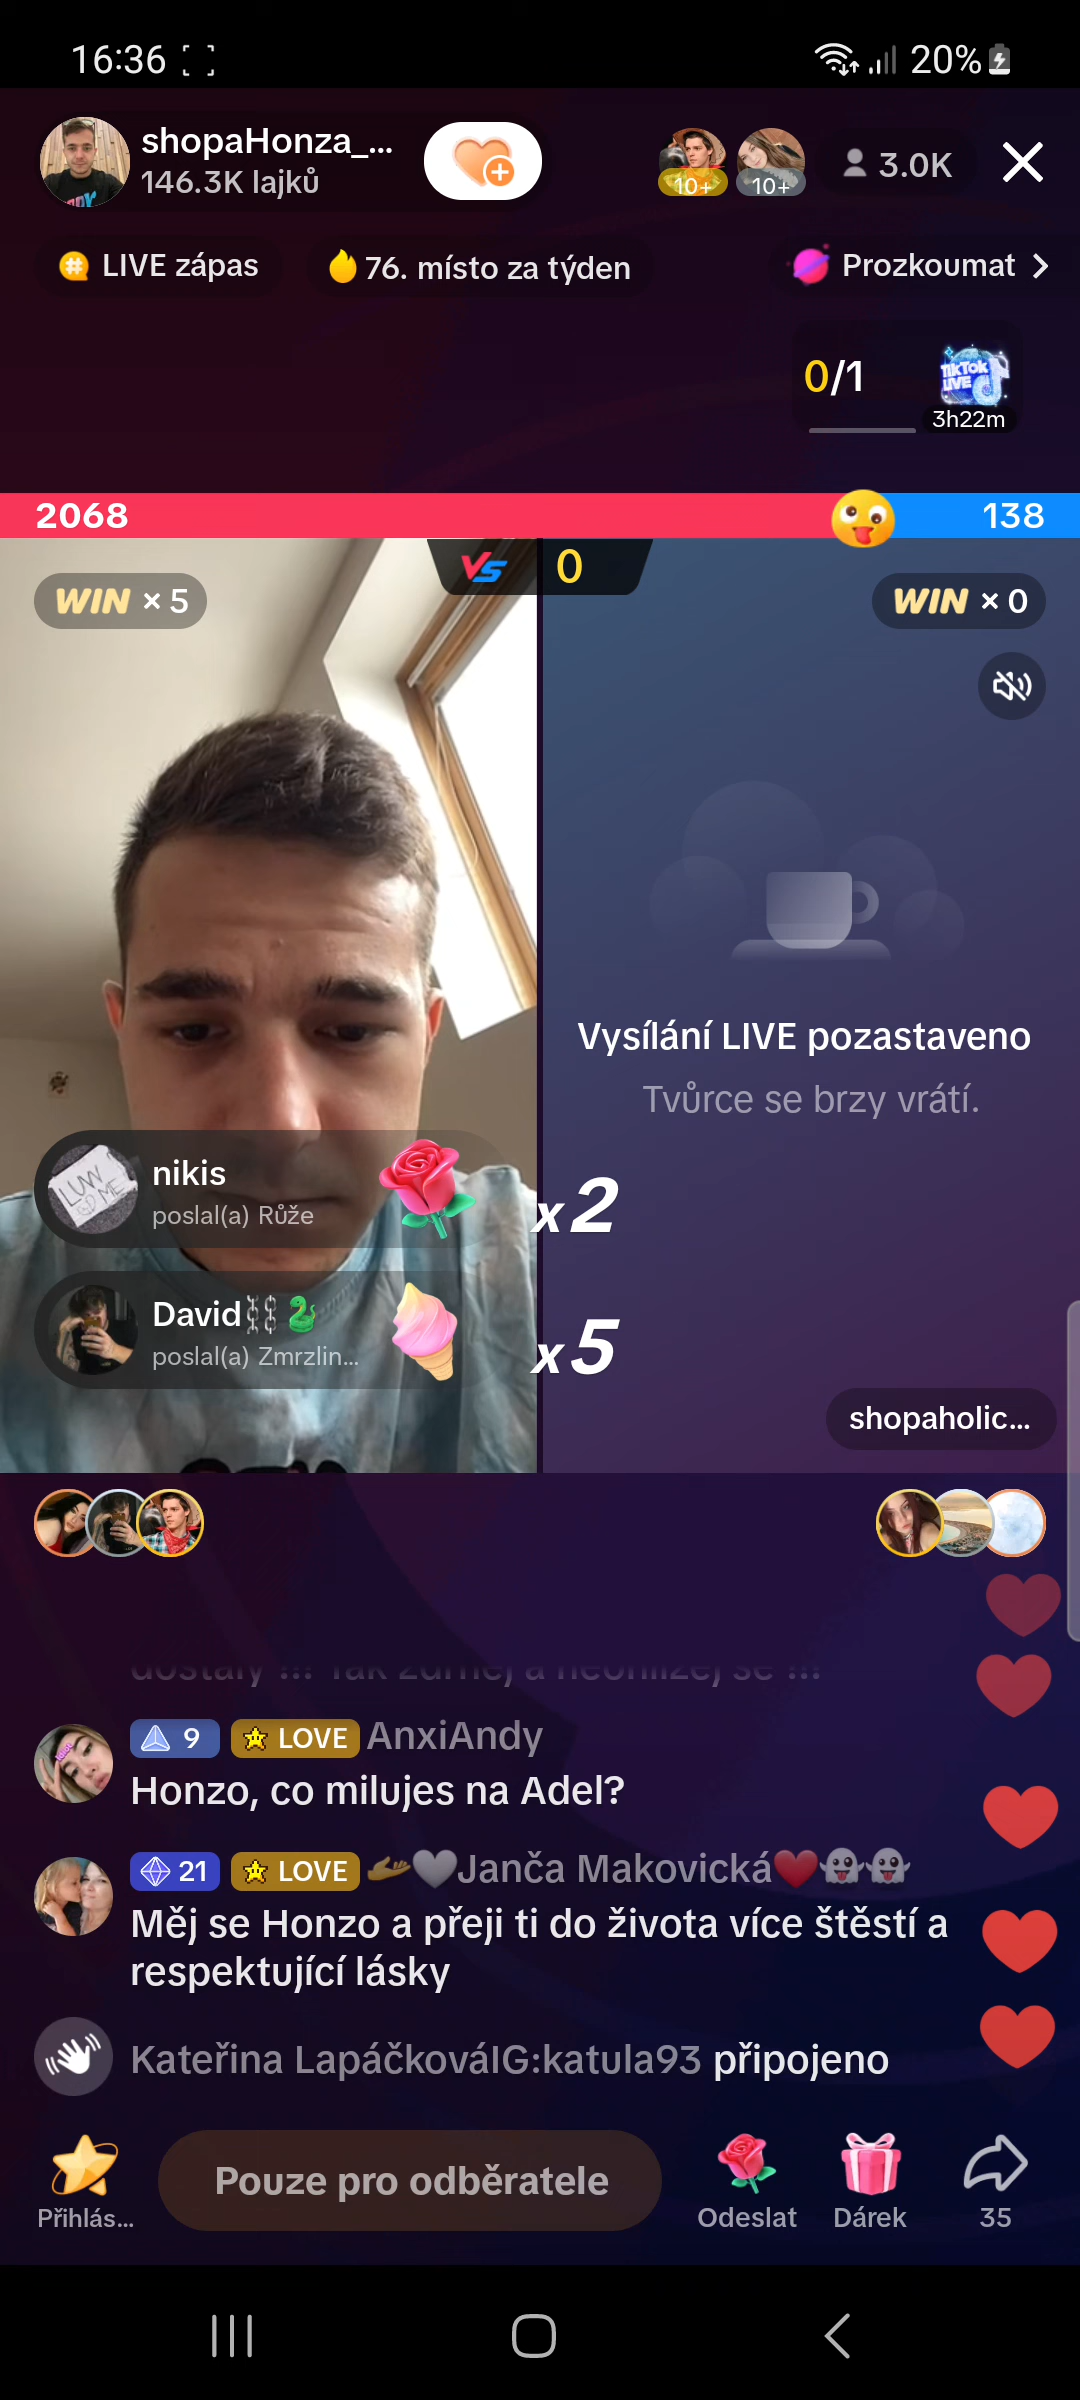 16:36
20%
shopaHonza_...
146.3K lajků
10+
10+
3.0K
LIVE zápas
76. místo za týden
Prozkoumat
0/1
TikTok
LIVE
3h22m
2068
138
VS
0
WIN × 5
WIN × 0
Vysílání LIVE pozastaveno
Tvůrce se brzy vrátí.
nikis
poslal(a) Růže
x2
David
poslal(a) Zmrzlin...
x5
shopaholic...
9
LOVE
AnxiAndy
Honzo, co milujes na Adel?
21
LOVE
Janča Makovická
Měj se Honzo a přeji ti do života více štěstí a
respektující lásky
Kateřina LapáčkováIG:katula93 připojeno
Přihlás...
Pouze pro odběratele
Odeslat
Dárek
35